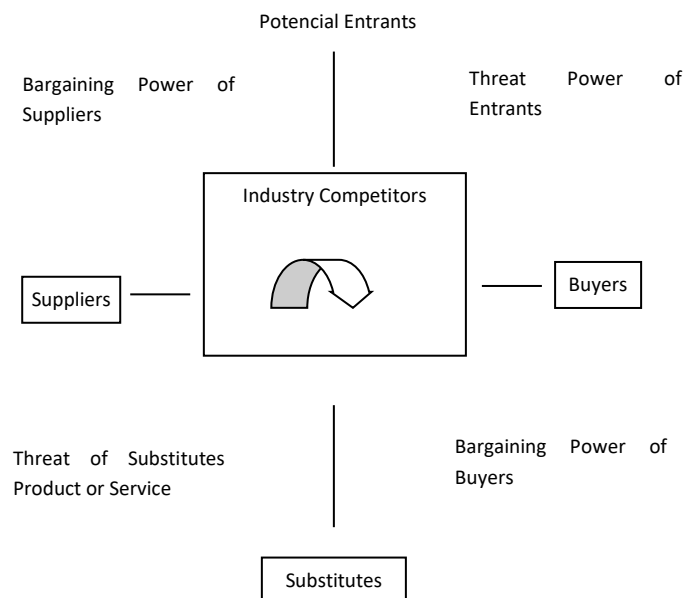 Potencial Entrants
Bargaining Power of
Suppliers
Threat Power of
Entrants
Industry Competitors
Suppliers
Buyers
Threat of Substitutes
Product or Service
Bargaining Power of
Buyers
Substitutes